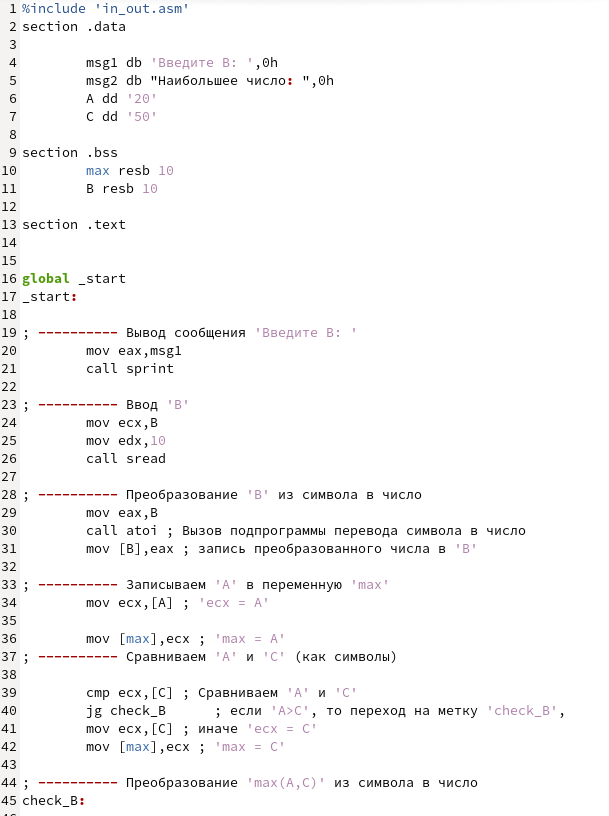 1 %include 'in_out.asm'
2 section .data
3
4 msg1 db 'Введите B: ',0h
5 msg2 db "Наибольшее число: ",0h
6 A dd '20'
7 C dd '50'
8
9 section .bss
10 max resb 10
11 B resb 10
12
13 section .text
14
15
16 global _start
17 _start:
18
19 ; ---------- Вывод сообщения 'Введите B: '
20 mov eax,msg1
21 call sprint
22
23 ; ---------- Ввод 'B'
24 mov ecx,B
25 mov edx,10
26 call sread
27
28 ; ---------- Преобразование 'B' из символа в число
29 mov eax,B
30 call atoi ; Вызов подпрограммы перевода символа в число
31 mov [B],eax ; запись преобразованного числа в 'B'
32
33 ; ---------- Записываем 'A' в переменную 'max'
34 mov ecx,[A] ; 'ecx = A'
35
36 mov [max],ecx ; 'max = A'
37 ; ---------- Сравниваем 'A' и 'C' (как символы)
38
39 cmp ecx,[C] ; Сравниваем 'A' и 'C'
40 jg check_B ; если 'A>C', то переход на метку 'check_B',
41 mov ecx,[C] ; иначе 'ecx = C'
42 mov [max],ecx ; 'max = C'
43
44 ; ---------- Преобразование 'max(A,C)' из символа в число
45 check_B: